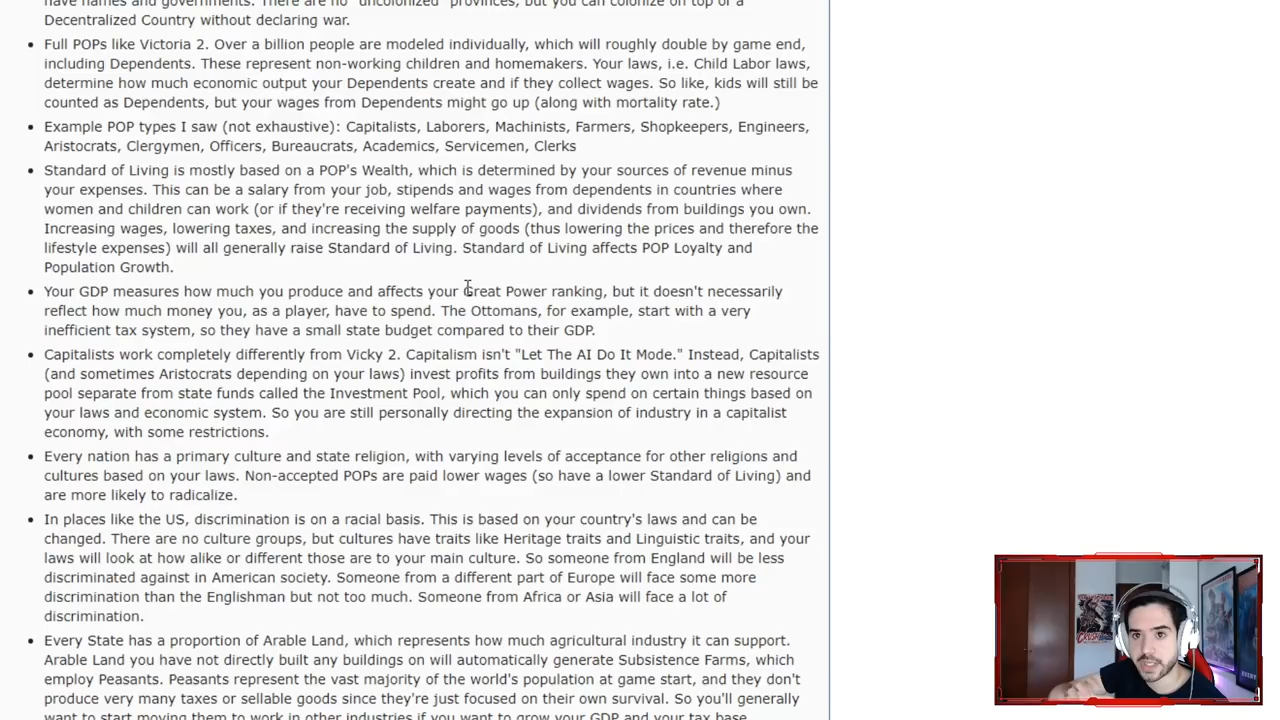 have names and governments. There are no "uncolonized" provinces, but you can colonize on top of a
Decentralized Country without declaring war.
Full POPs like Victoria 2. Over a billion people are modeled individually, which will roughly double by game end,
including Dependents. These represent non-working children and homemakers. Your laws, i.e. Child Labor laws,
determine how much economic output your Dependents create and if they collect wages. So like, kids will still be
counted as Dependents, but your wages from Dependents might go up (along with mortality rate.)
Example POP types I saw (not exhaustive): Capitalists, Laborers, Machinists, Farmers, Shopkeepers, Engineers,
Aristocrats, Clergymen, Officers, Bureaucrats, Academics, Servicemen, Clerks
Standard of Living is mostly based on a POP's Wealth, which is determined by your sources of revenue minus
your expenses. This can be a salary from your job, stipends and wages from dependents in countries where
women and children can work (or if they're receiving welfare payments), and dividends from buildings you own.
Increasing wages, lowering taxes, and increasing the supply of goods (thus lowering the prices and therefore the
lifestyle expenses) will all generally raise Standard of Living. Standard of Living affects POP Loyalty and
Population Growth.
Your GDP measures how much you produce and affects your Great Power ranking, but it doesn't necessarily
reflect how much money you, as a player, have to spend. The Ottomans, for example, start with a very
inefficient tax system, so they have a small state budget compared to their GDP.
Capitalists work completely differently from Vicky 2. Capitalism isn't "Let The AI Do It Mode." Instead, Capitalists
(and sometimes Aristocrats depending on your laws) invest profits from buildings they own into a new resource
pool separate from state funds called the Investment Pool, which you can only spend on certain things based on
your laws and economic system. So you are still personally directing the expansion of industry in a capitalist
economy, with some restrictions.
Every nation has a primary culture and state religion, with varying levels of acceptance for other religions and
cultures based on your laws. Non-accepted POPs are paid lower wages (so have a lower Standard of Living) and
are more likely to radicalize.
In places like the US, discrimination is on a racial basis. This is based on your country's laws and can be
changed. There are no culture groups, but cultures have traits like Heritage traits and Linguistic traits, and your
laws will look at how alike or different those are to your main culture. So someone from England will be less
discriminated against in American society. Someone from a different part of Europe will face some more
discrimination than the Englishman but not too much. Someone from Africa or Asia will face a lot of
discrimination.
Every State has a proportion of Arable Land, which represents how much agricultural industry it can support.
Arable Land you have not directly built any buildings on will automatically generate Subsistence Farms, which
employ Peasants. Peasants represent the vast majority of the world's population at game start, and they don't
produce very many taxes or sellable goods since they're just focused on their own survival. So you'll generally
want to start moving them to work in other industries if you want to grow your GDP and your tax base